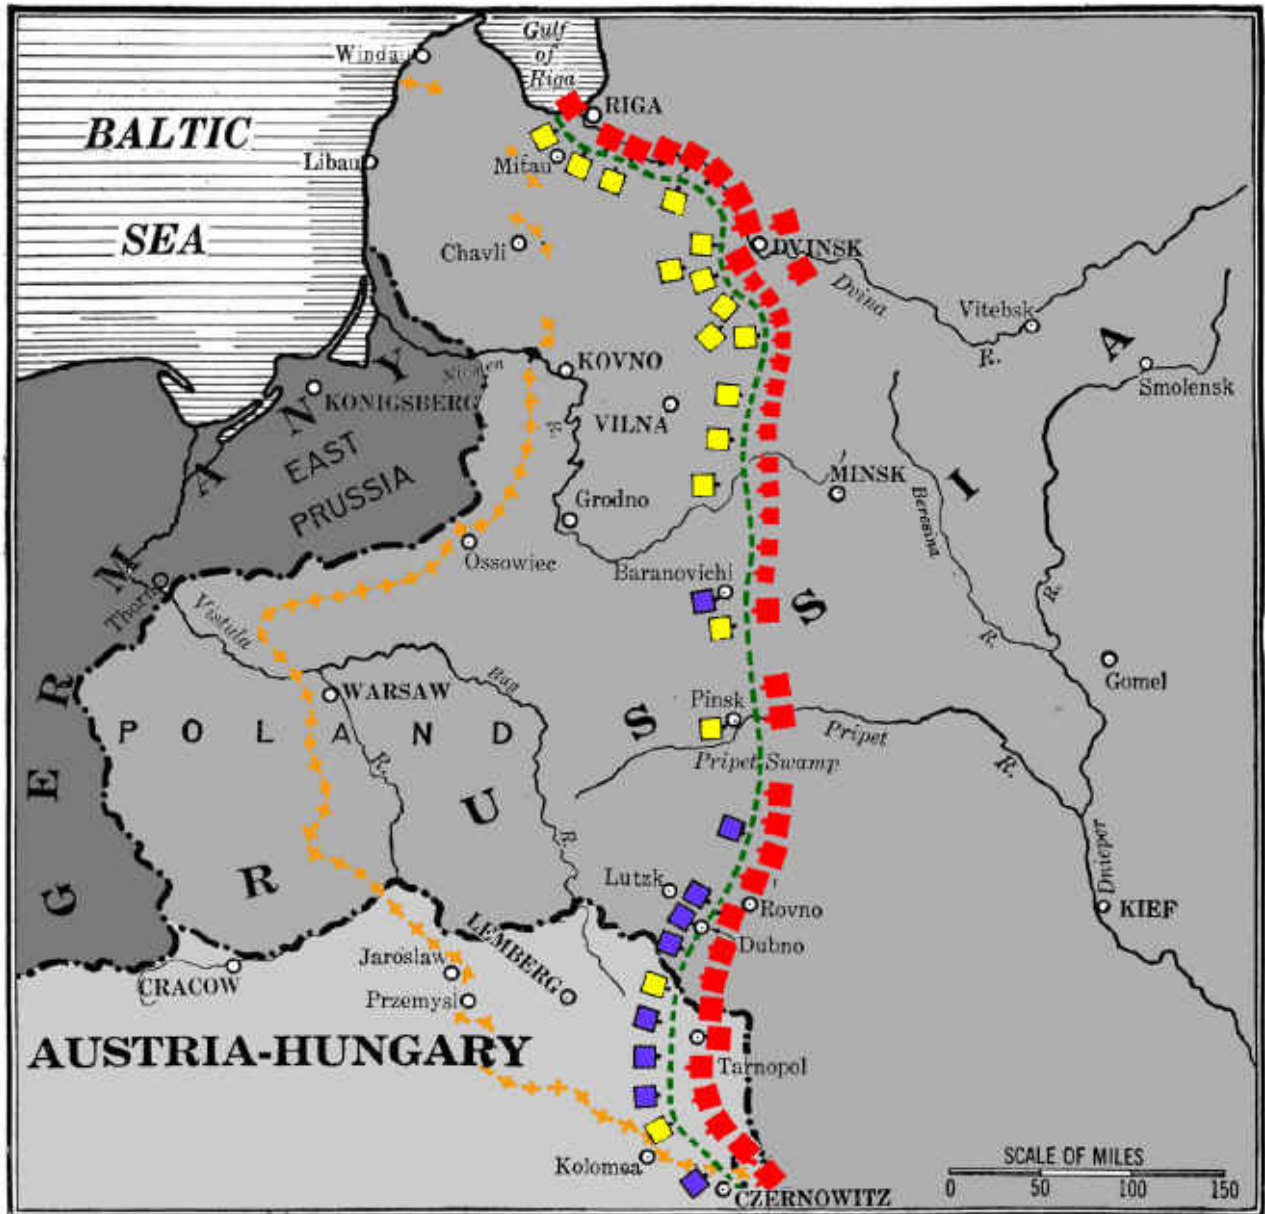 Gulf
of
Riga
Windau
BALTIC
SEA
RIGA
Libau
Mitau
Chavli
DVINSK
Dvina
R.
Vitebsk
Smolensk
KOVNO
Niemen
R.
KONIGSBERG
VILNA
EAST
PRUSSIA
MINSK
Grodno
Beresina
R.
Ossowiec
Baranovichi
Thorn
Vistula
R.
GERMANY
RUSSIA
Gomel
R.
WARSAW
Bug
R.
POLAND
Pinsk
Pripet
R.
Pripet Swamp
Dnieper
Lutzk
Rovno
KIEF
Dubno
LEMBERG
Jaroslaw
CRACOW
Przemysl
AUSTRIA-HUNGARY
Tarnopol
Kolomea
CZERNOWITZ
SCALE OF MILES
0 50 100 150